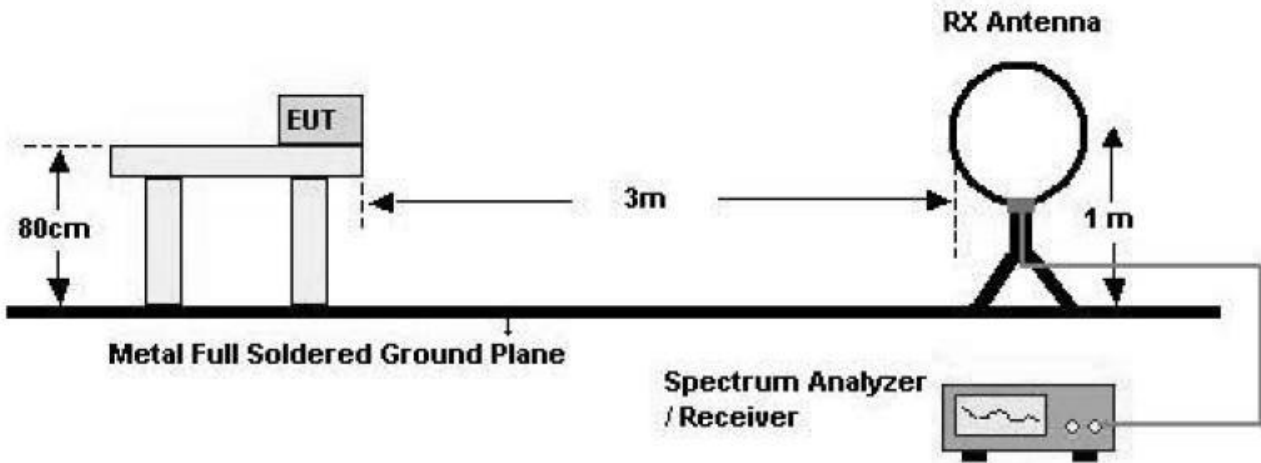 RX Antenna
EUT
80cm
3m
1 m
Metal Full Soldered Ground Plane
Spectrum Analyzer
/ Receiver